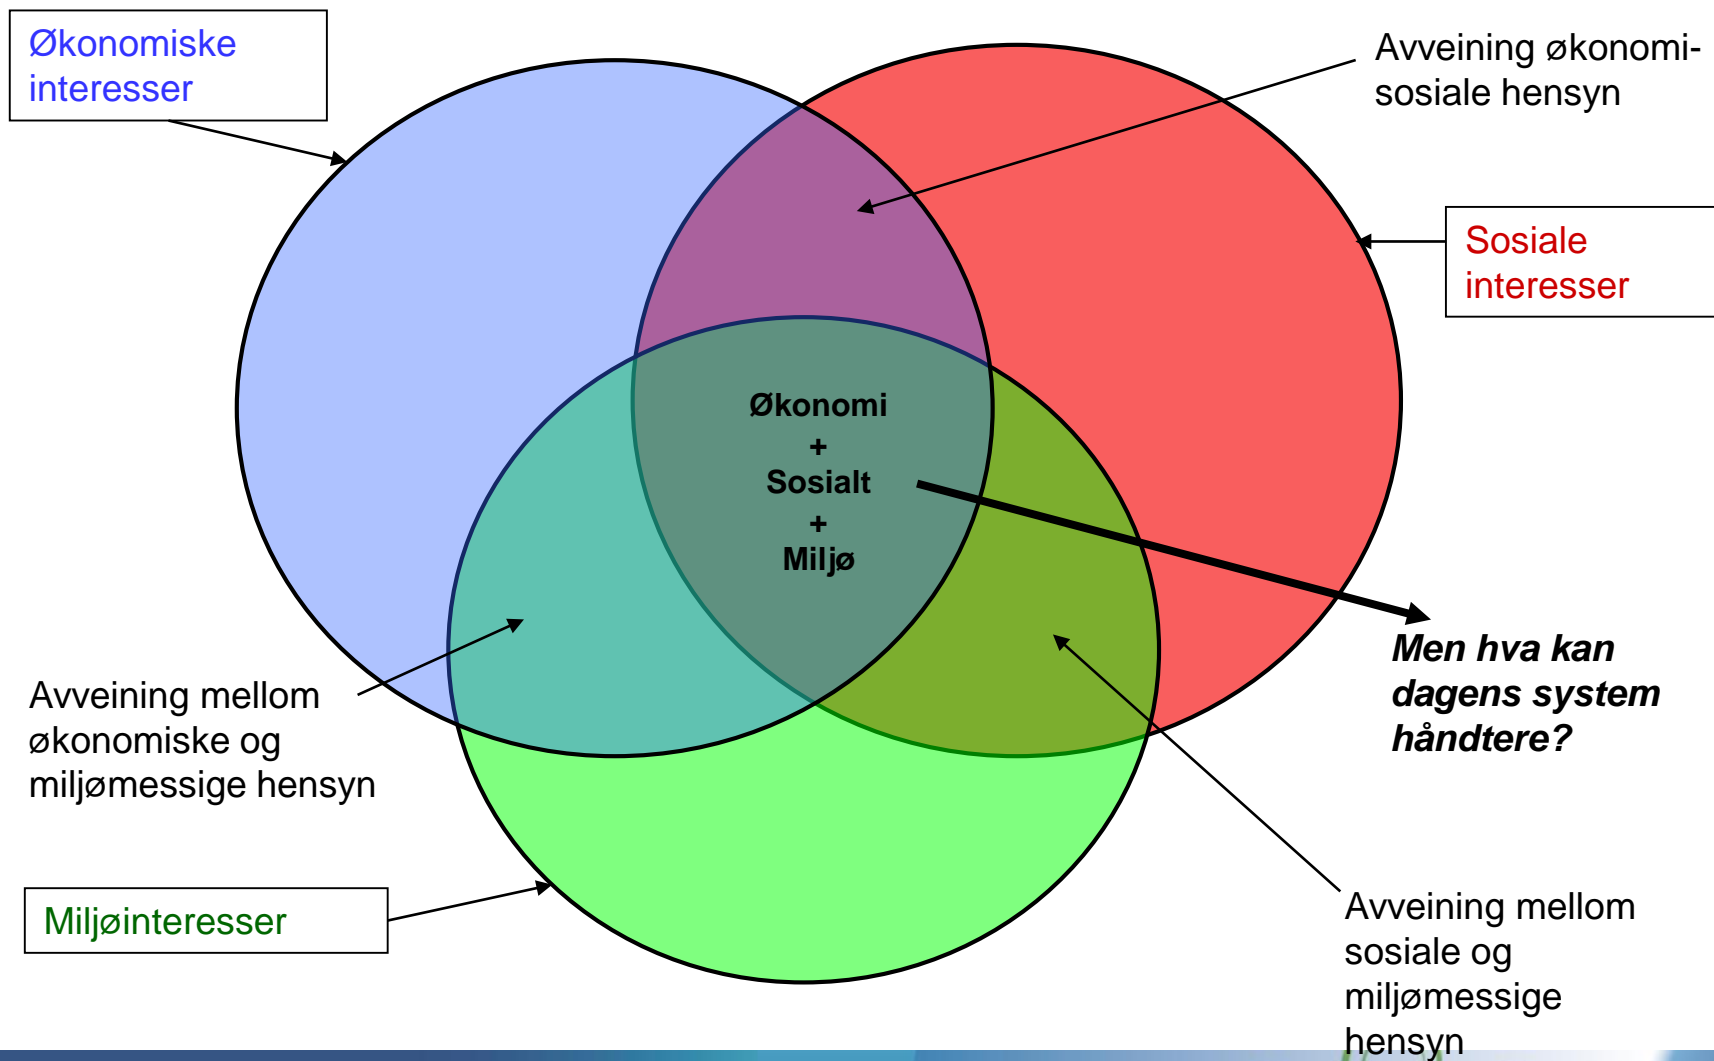 Økonomiske
interesser
Avveining økonomi-
sosiale hensyn
Sosiale
interesser
Økonomi
+
Sosialt
+
Miljø
Men hva kan
dagens system
håndtere?
Avveining mellom
økonomiske og
miljømessige hensyn
Miljøinteresser
Avveining mellom
sosiale og
miljømessige
hensyn